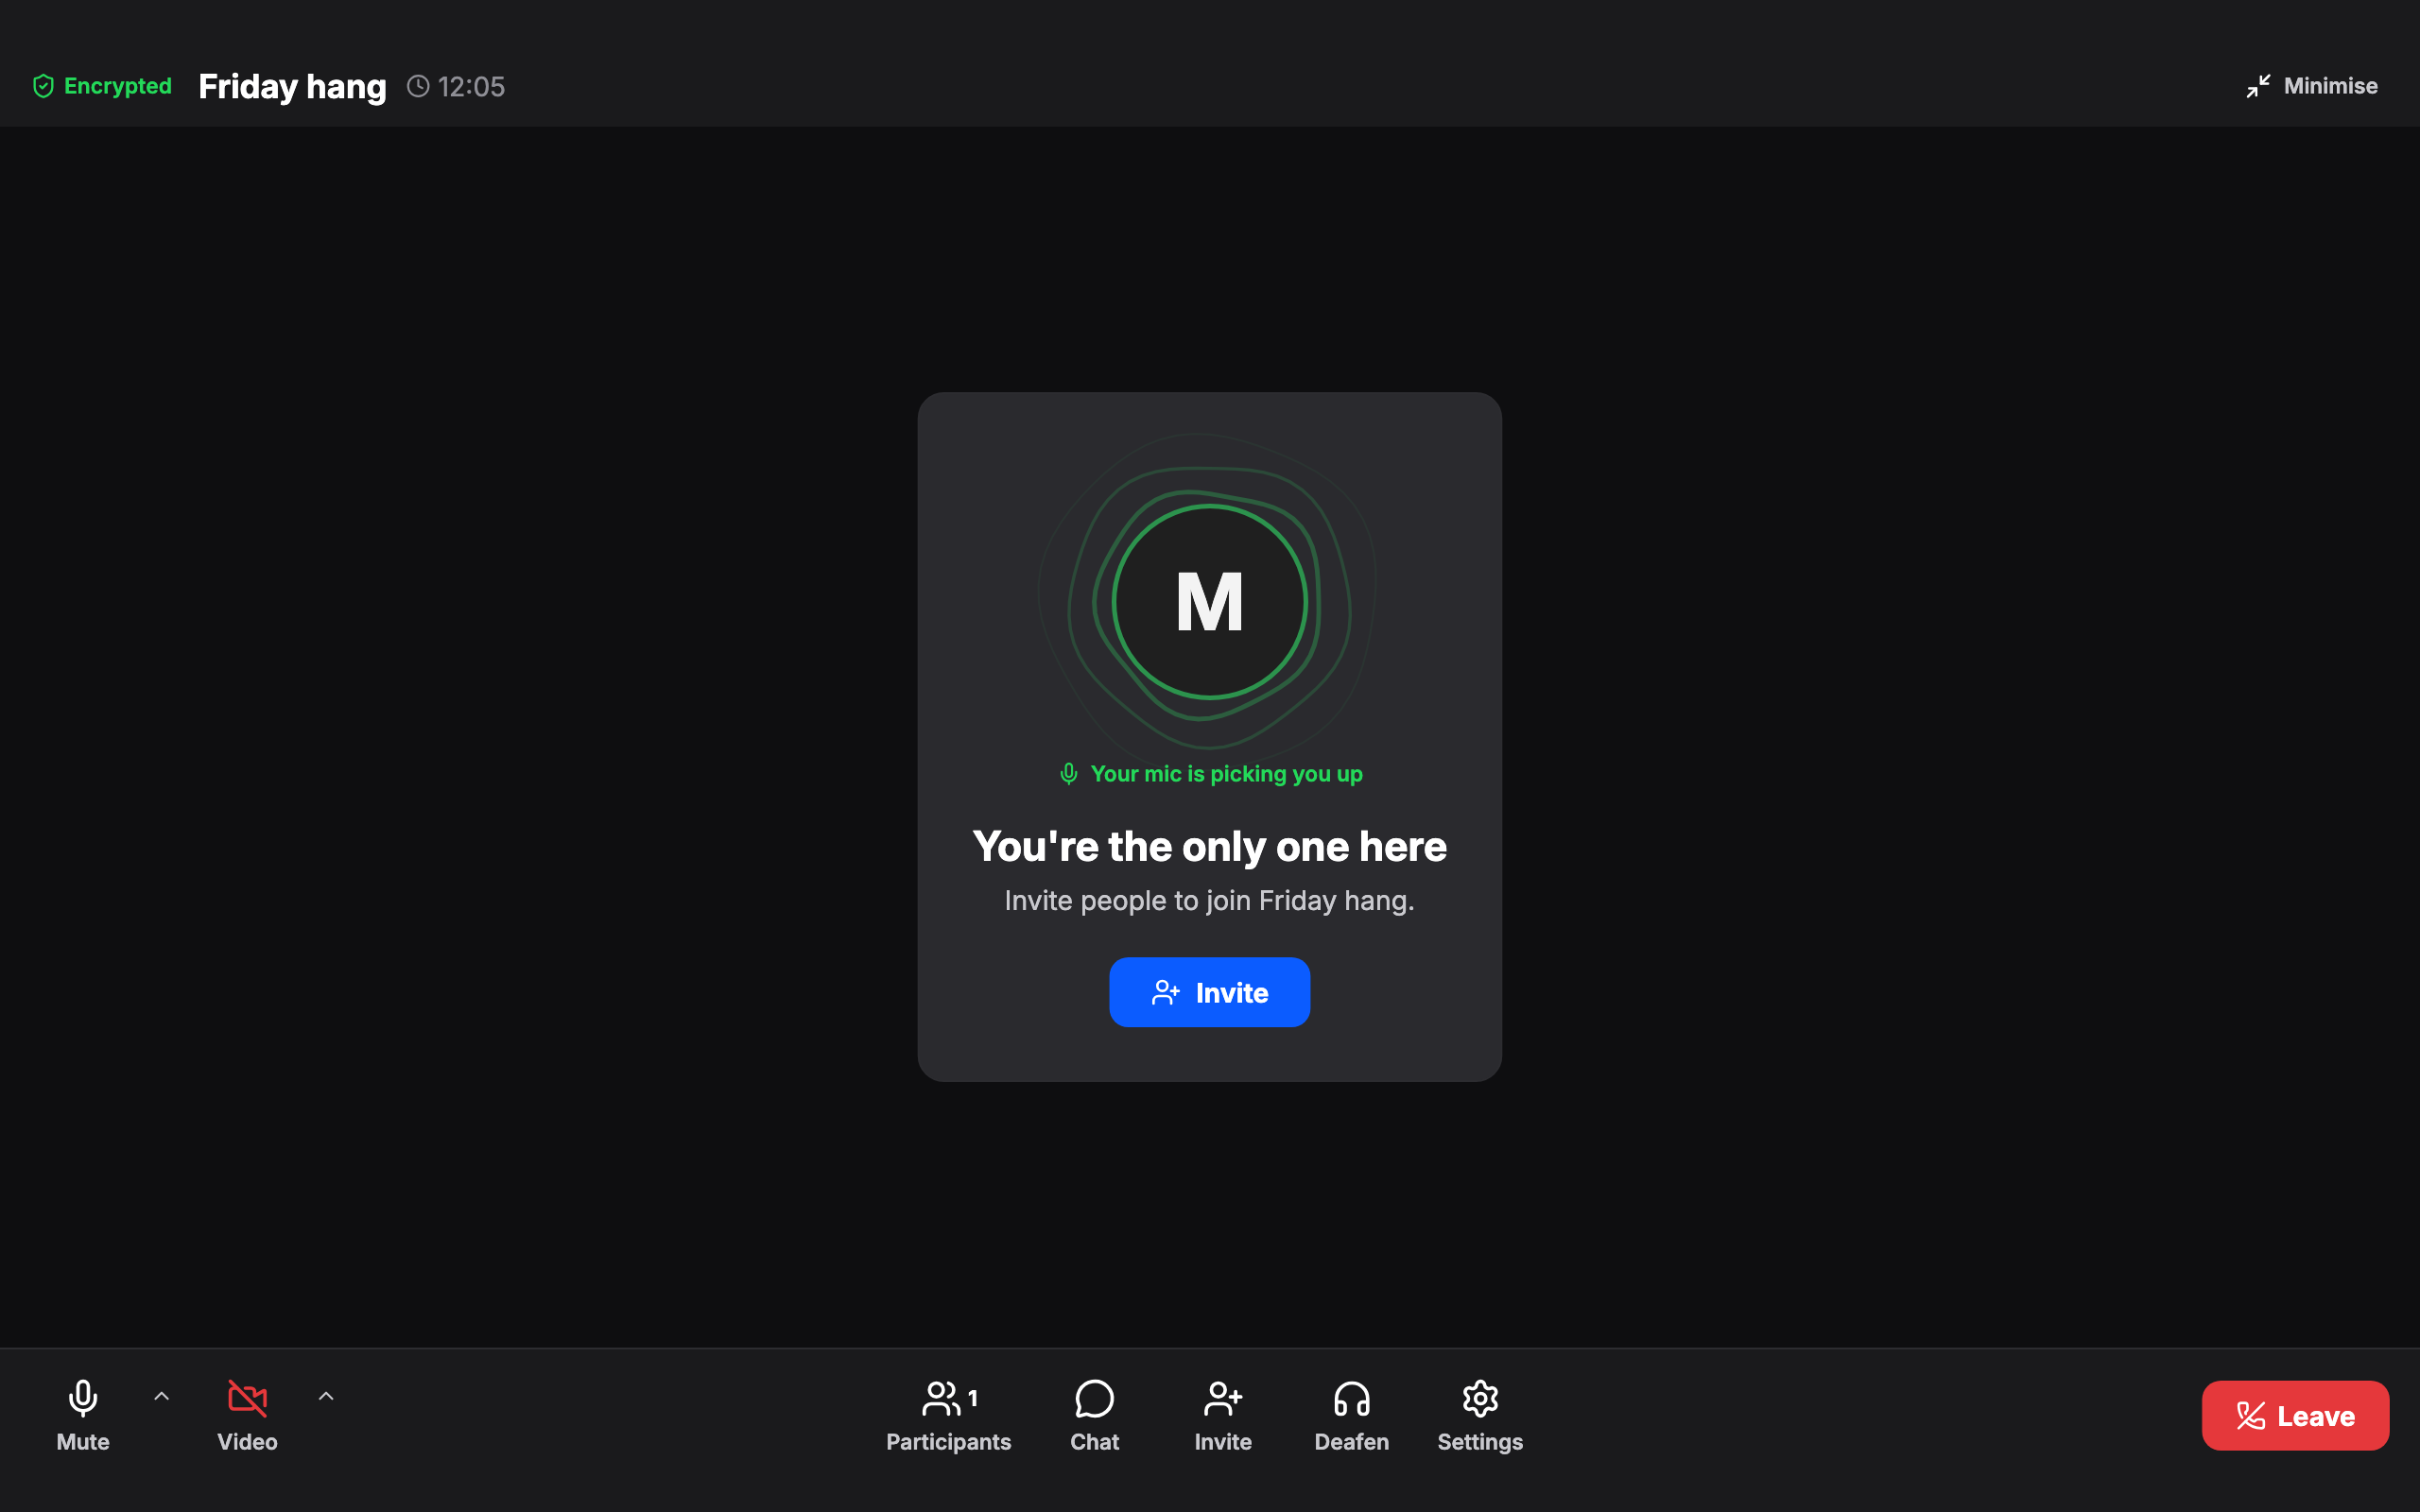 Encrypted Friday hang 12:05 Minimise
M
Your mic is picking you up
You're the only one here
Invite people to join Friday hang.
Invite
1
Mute Video Participants Chat Invite Deafen Settings Leave